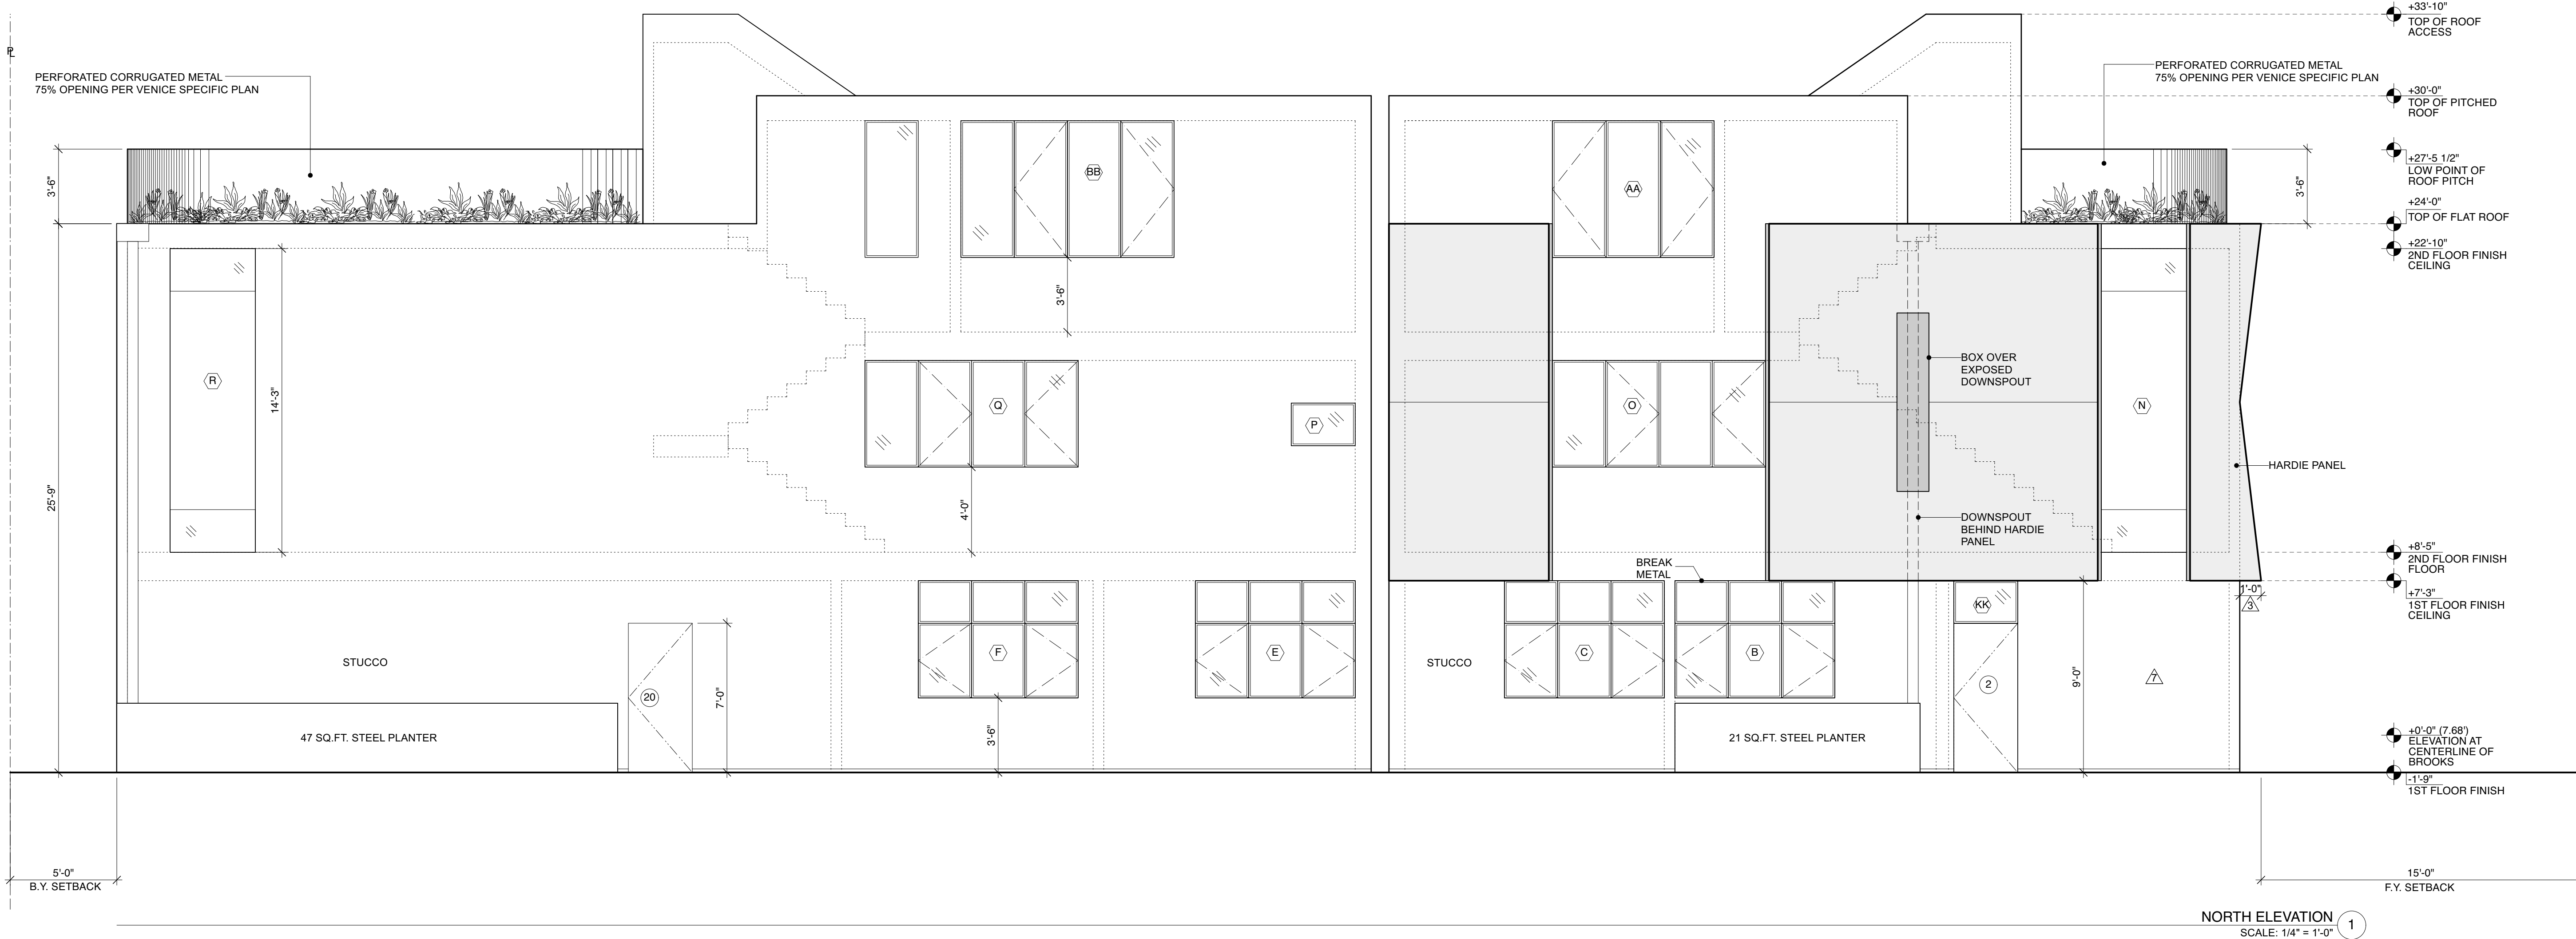 +33'-10"
TOP OF ROOF
ACCESS
PL
PERFORATED CORRUGATED METAL
75% OPENING PER VENICE SPECIFIC PLAN
PERFORATED CORRUGATED METAL
75% OPENING PER VENICE SPECIFIC PLAN
+30'-0"
TOP OF PITCHED
ROOF
+27'-5 1/2"
LOW POINT OF
ROOF PITCH
3'-6"
BB
AA
3'-6"
+24'-0"
TOP OF FLAT ROOF
+22'-10"
2ND FLOOR FINISH
CEILING
3'-6"
R
14'-3"
Q
P
O
BOX OVER
EXPOSED
DOWNSPOUT
N
HARDIE PANEL
25'-9"
4'-0"
DOWNSPOUT
BEHIND HARDIE
PANEL
BREAK
METAL
+8'-5"
2ND FLOOR FINISH
FLOOR
1'-0"
3
+7'-3"
1ST FLOOR FINISH
CEILING
KK
STUCCO
F
E
STUCCO
C
B
20
7'-0"
2
9'-0"
7
47 SQ.FT. STEEL PLANTER
3'-6"
21 SQ.FT. STEEL PLANTER
+0'-0" (7.68')
ELEVATION AT
CENTERLINE OF
BROOKS
-1'-9"
1ST FLOOR FINISH
5'-0"
B.Y. SETBACK
15'-0"
F.Y. SETBACK
NORTH ELEVATION 1
SCALE: 1/4" = 1'-0"